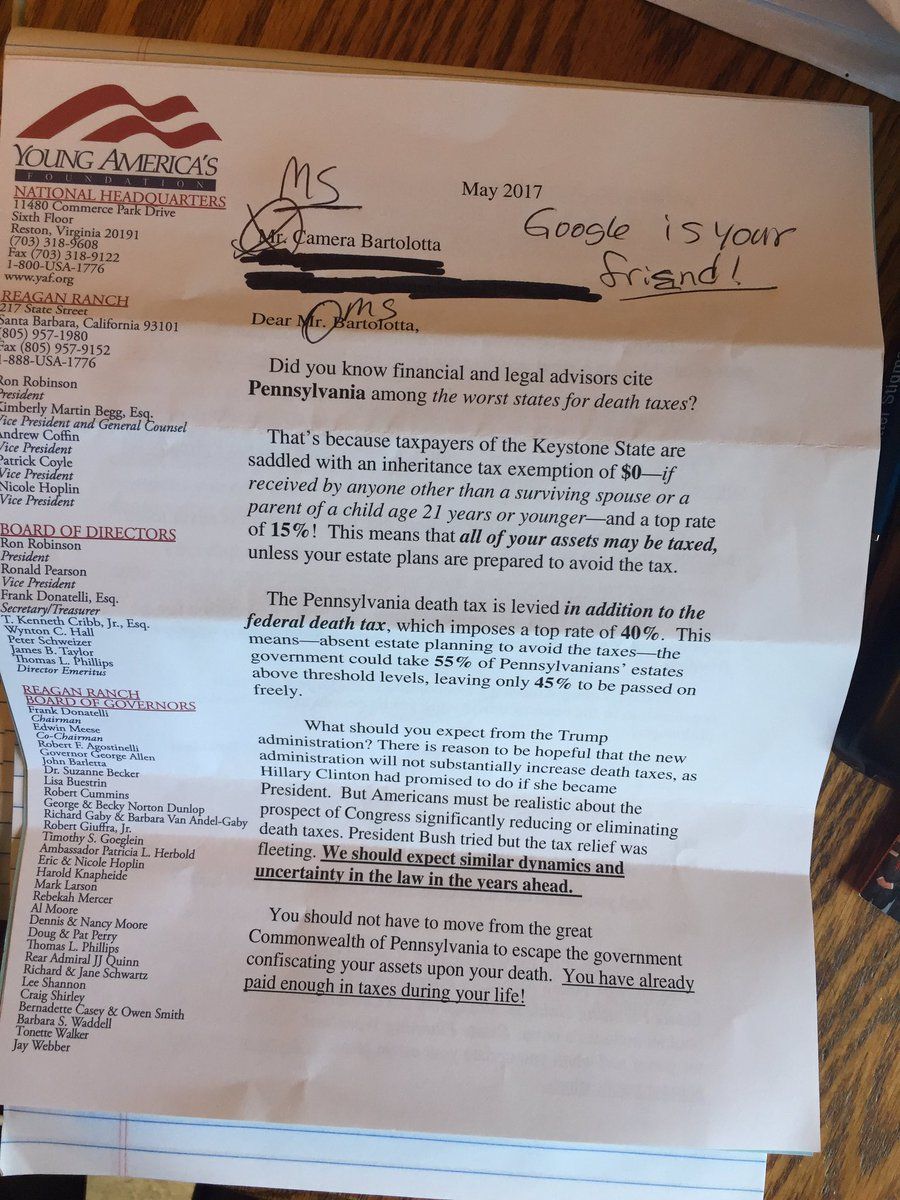 YOUNG AMERICA'S
FOUNDATION
NATIONAL HEADQUARTERS
11480 Commerce Park Drive
Sixth Floor
Reston, Virginia 20191
(703) 318-9608
Fax (703) 318-9122
1-800-USA-1776
www.yaf.org
REAGAN RANCH
217 State Street
Santa Barbara, California 93101
(805) 957-1980
Fax (805) 957-9152
1-888-USA-1776
Ron Robinson
President
Kimberly Martin Begg, Esq.
Vice President and General Counsel
Andrew Coffin
Vice President
Patrick Coyle
Vice President
Nicole Hoplin
Vice President
BOARD OF DIRECTORS
Ron Robinson
President
Ronald Pearson
Vice President
Frank Donatelli, Esq.
Secretary/Treasurer
T. Kenneth Cribb, Jr., Esq.
Wynton C. Hall
Peter Schweizer
James B. Taylor
Thomas L. Phillips
Director Emeritus
REAGAN RANCH
BOARD OF GOVERNORS
Frank Donatelli
Chairman
Edwin Meese
Co-Chairman
Robert F. Agostinelli
Governor George Allen
John Barletta
Dr. Suzanne Becker
Lisa Buestrin
Robert Cummins
George & Becky Norton Dunlop
Richard Gaby & Barbara Van Andel-Gaby
Robert Giuffra, Jr.
Timothy S. Goeglein
Ambassador Patricia L. Herbold
Eric & Nicole Hoplin
Harold Knapheide
Mark Larson
Rebekah Mercer
Al Moore
Dennis & Nancy Moore
Doug & Pat Perry
Thomas L. Phillips
Rear Admiral JJ Quinn
Richard & Jane Schwartz
Lee Shannon
Craig Shirley
Bernadette Casey & Owen Smith
Barbara S. Waddell
Tonette Walker
Jay Webber
May 2017
MS
Google is your
friend!
Mr. Camera Bartolotta
MS
Dear Mr. Bartolotta,
Did you know financial and legal advisors cite
Pennsylvania among the worst states for death taxes?
That's because taxpayers of the Keystone State are
saddled with an inheritance tax exemption of $0—if
received by anyone other than a surviving spouse or a
parent of a child age 21 years or younger—and a top rate
of 15%! This means that all of your assets may be taxed,
unless your estate plans are prepared to avoid the tax.
The Pennsylvania death tax is levied in addition to the
federal death tax, which imposes a top rate of 40%. This
means—absent estate planning to avoid the taxes—the
government could take 55% of Pennsylvanians' estates
above threshold levels, leaving only 45% to be passed on
freely.
What should you expect from the Trump
administration? There is reason to be hopeful that the new
administration will not substantially increase death taxes, as
Hillary Clinton had promised to do if she became
President. But Americans must be realistic about the
prospect of Congress significantly reducing or eliminating
death taxes. President Bush tried but the tax relief was
fleeting. We should expect similar dynamics and
uncertainty in the law in the years ahead.
You should not have to move from the great
Commonwealth of Pennsylvania to escape the government
confiscating your assets upon your death. You have already
paid enough in taxes during your life!